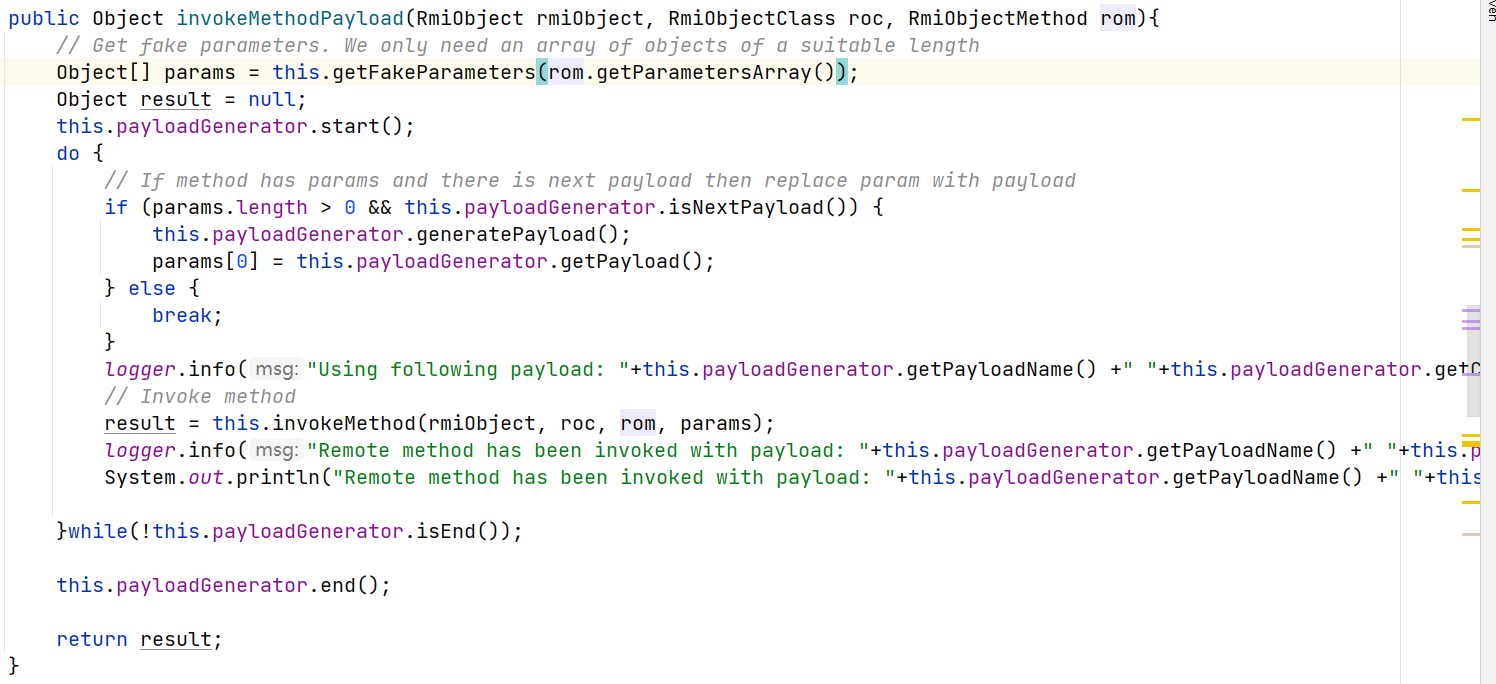 public Object invokeMethodPayload(RmiObject rmiObject, RmiObjectClass roc, RmiObjectMethod rom){
    // Get fake parameters. We only need an array of objects of a suitable length
    Object[] params = this.getFakeParameters(rom.getParametersArray());
    Object result = null;
    this.payloadGenerator.start();
    do {
        // If method has params and there is next payload then replace param with payload
        if (params.length > 0 && this.payloadGenerator.isNextPayload()) {
            this.payloadGenerator.generatePayload();
            params[0] = this.payloadGenerator.getPayload();
        } else {
            break;
        }
        logger.info( msg: "Using following payload: "+this.payloadGenerator.getPayloadName() +" "+this.payloadGenerator.get
        // Invoke method
        result = this.invokeMethod(rmiObject, roc, rom, params);
        logger.info( msg: "Remote method has been invoked with payload: "+this.payloadGenerator.getPayloadName() +" "+this.p
        System.out.println("Remote method has been invoked with payload: "+this.payloadGenerator.getPayloadName() +" "+this
    }while(!this.payloadGenerator.isEnd());
    this.payloadGenerator.end();
    return result;
}